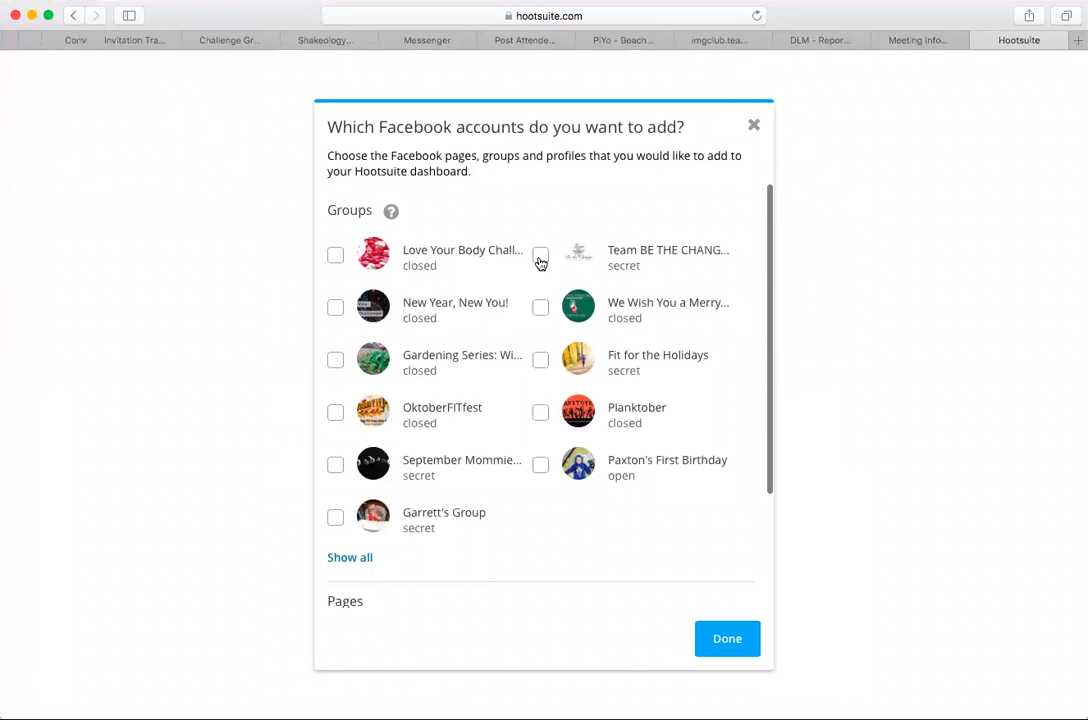 hootsuite.com
Conv
Invitation Tra...
Challenge Gr...
Shakeology...
Messenger
Post Attende...
PiYo - Beach...
imgclub.tea...
DLM - Repor...
Meeting Info...
Hootsuite
Which Facebook accounts do you want to add?
Choose the Facebook pages, groups and profiles that you would like to add to
your Hootsuite dashboard.
Groups ?
Love Your Body Chall...
closed
Team BE THE CHANG...
secret
New Year, New You!
closed
We Wish You a Merry...
closed
Gardening Series: Wi...
closed
Fit for the Holidays
secret
OktoberFITfest
closed
Planktober
closed
September Mommie...
secret
Paxton's First Birthday
open
Garrett's Group
secret
Show all
Pages
Done